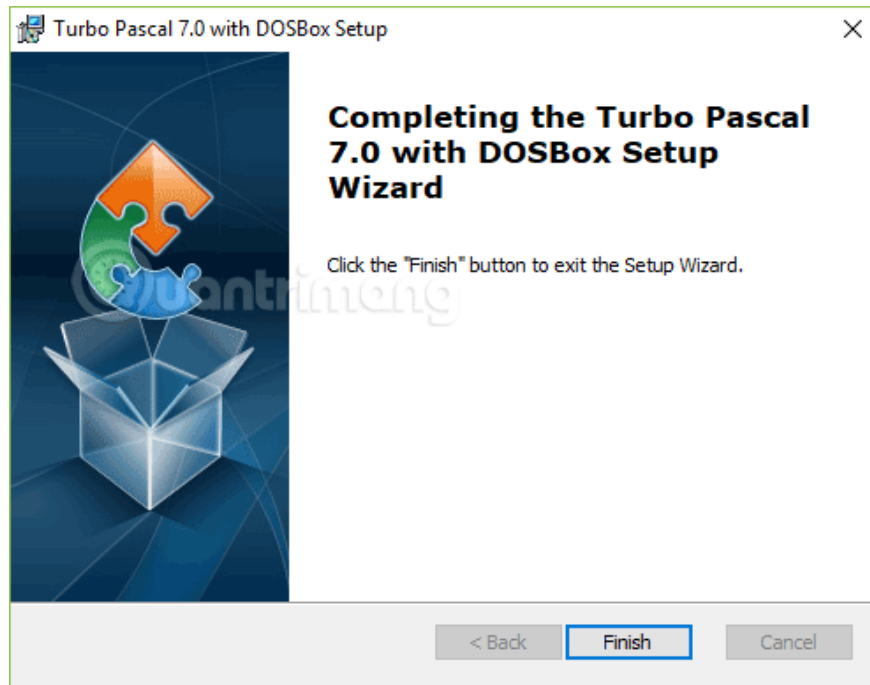 Turbo Pascal 7.0 with DOSBox Setup
Completing the Turbo Pascal
7.0 with DOSBox Setup
Wizard
Click the "Finish" button to exit the Setup Wizard.
Quantrimang
< Back
Finish
Cancel